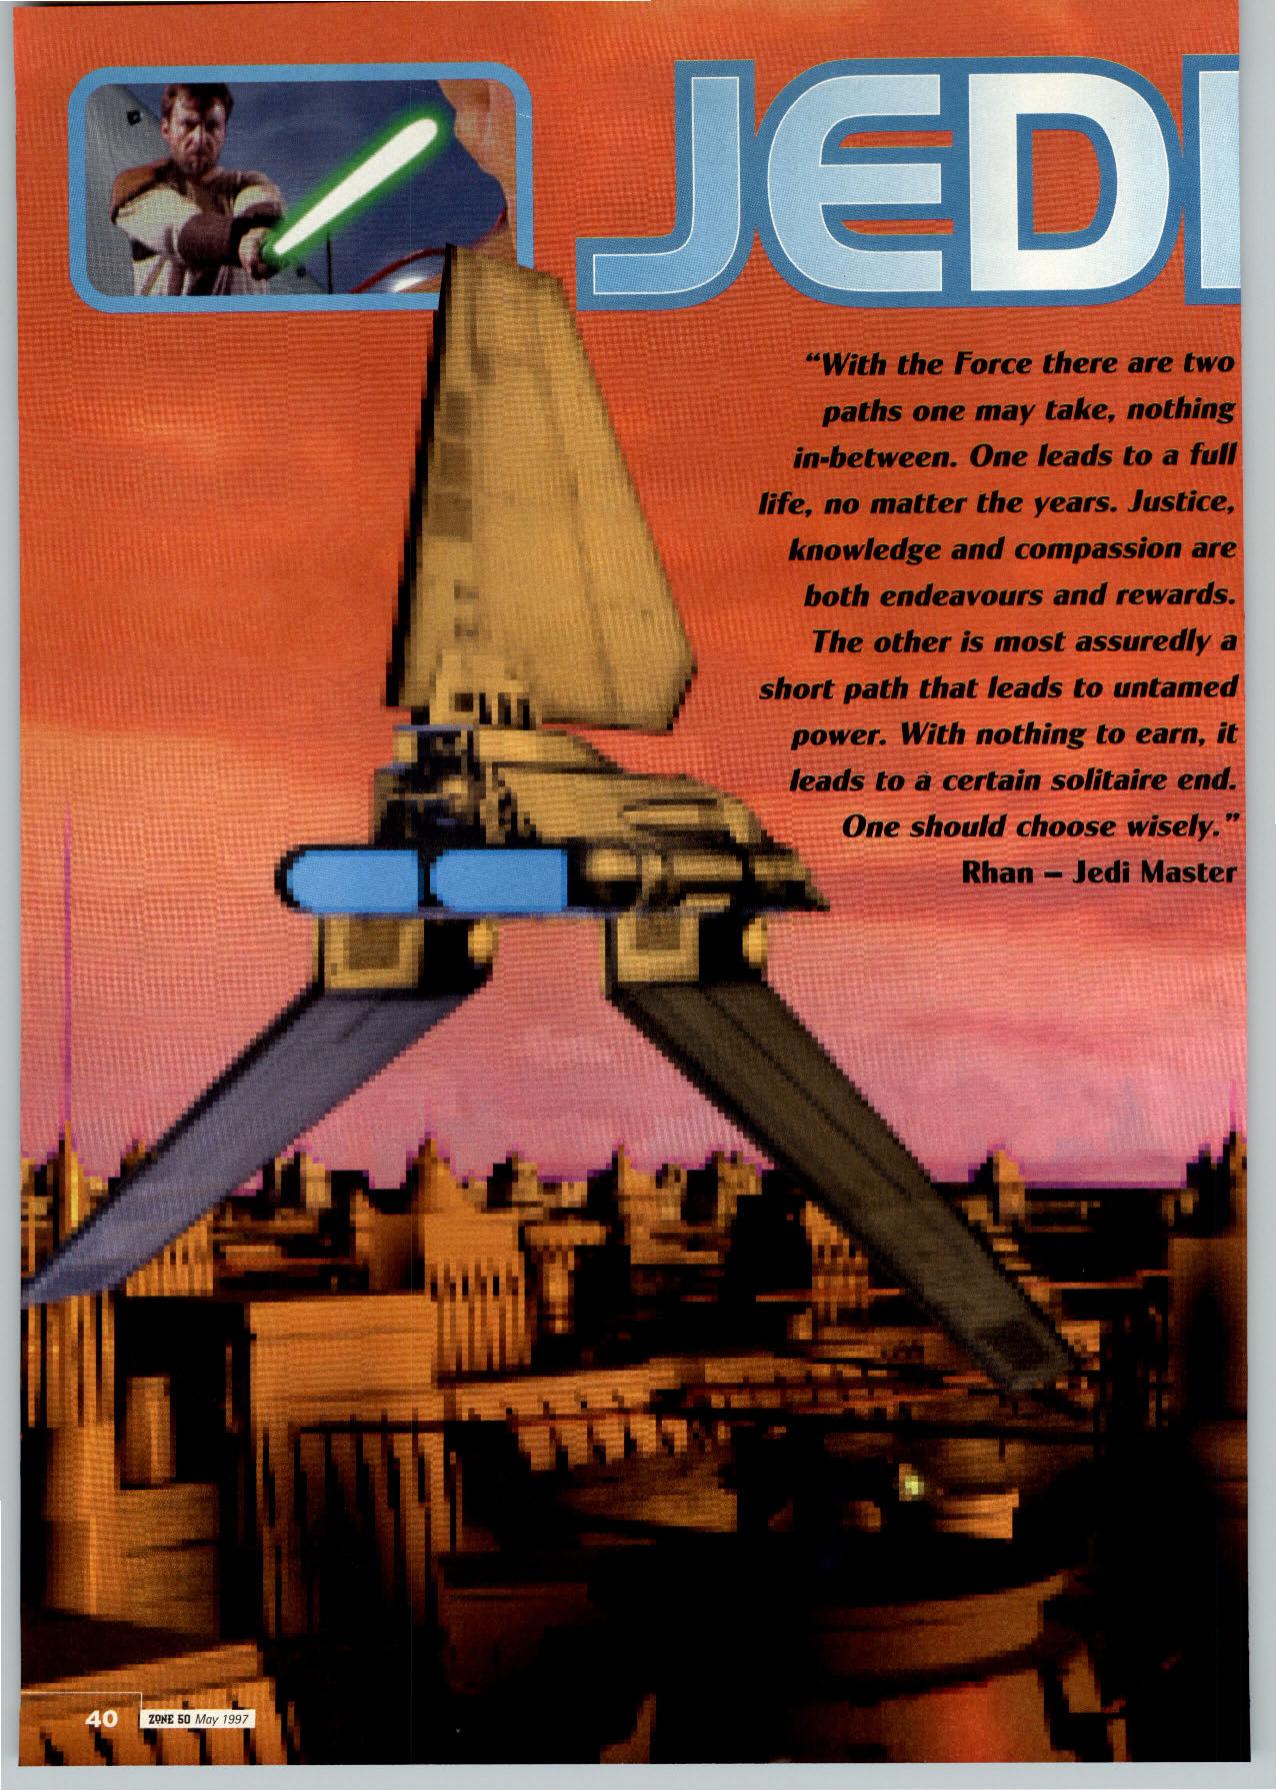 JEDI
“With the Force there are two
paths one may take, nothing
in-between. One leads to a full
life, no matter the years. Justice,
knowledge and compassion are
both endeavours and rewards.
The other is most assuredly a
short path that leads to untamed
power. With nothing to earn, it
leads to a certain solitaire end.
One should choose wisely.”
Rhan – Jedi Master
40
ZONE 50 May 1997